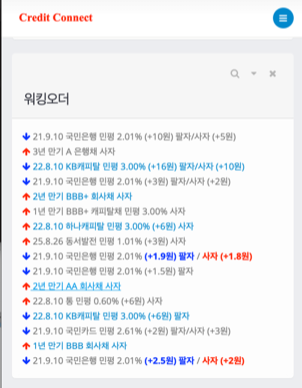 Credit Connect
워킹오더
21.9.10 국민은행 민평 2.01% (+10원) 팔자/사자 (+5원)
3년 만기 A 은행채 사자
22.8.10 KB캐피탈 민평 3.00% (+16원) 팔자/사자 (+10원)
21.9.10 국민은행 민평 2.01% (+3원) 팔자/사자 (+2원)
2년 만기 BBB+ 회사채 사자
1년 만기 BBB+ 캐피탈채 민평 3.00% 사자
22.8.10 하나캐피탈 민평 3.00% (+6원) 사자
25.8.26 동서발전 민평 1.01% (+3원) 사자
21.9.10 국민은행 민평 2.01% (+1.9원) 팔자 / 사자 (+1.8원)
21.9.10 국민은행 민평 2.01% (+1.5원) 팔자
2년 만기 AA 회사채 사자
22.8.10 통 민평 0.60% (+6원) 사자
22.8.10 KB캐피탈 민평 3.00% (+6원) 팔자
21.9.10 국민카드 민평 2.61% (+2원) 팔자/사자 (+3원)
1년 만기 BBB 회사채 사자
21.9.10 국민은행 민평 2.01% (+2.5원) 팔자 / 사자 (+2원)